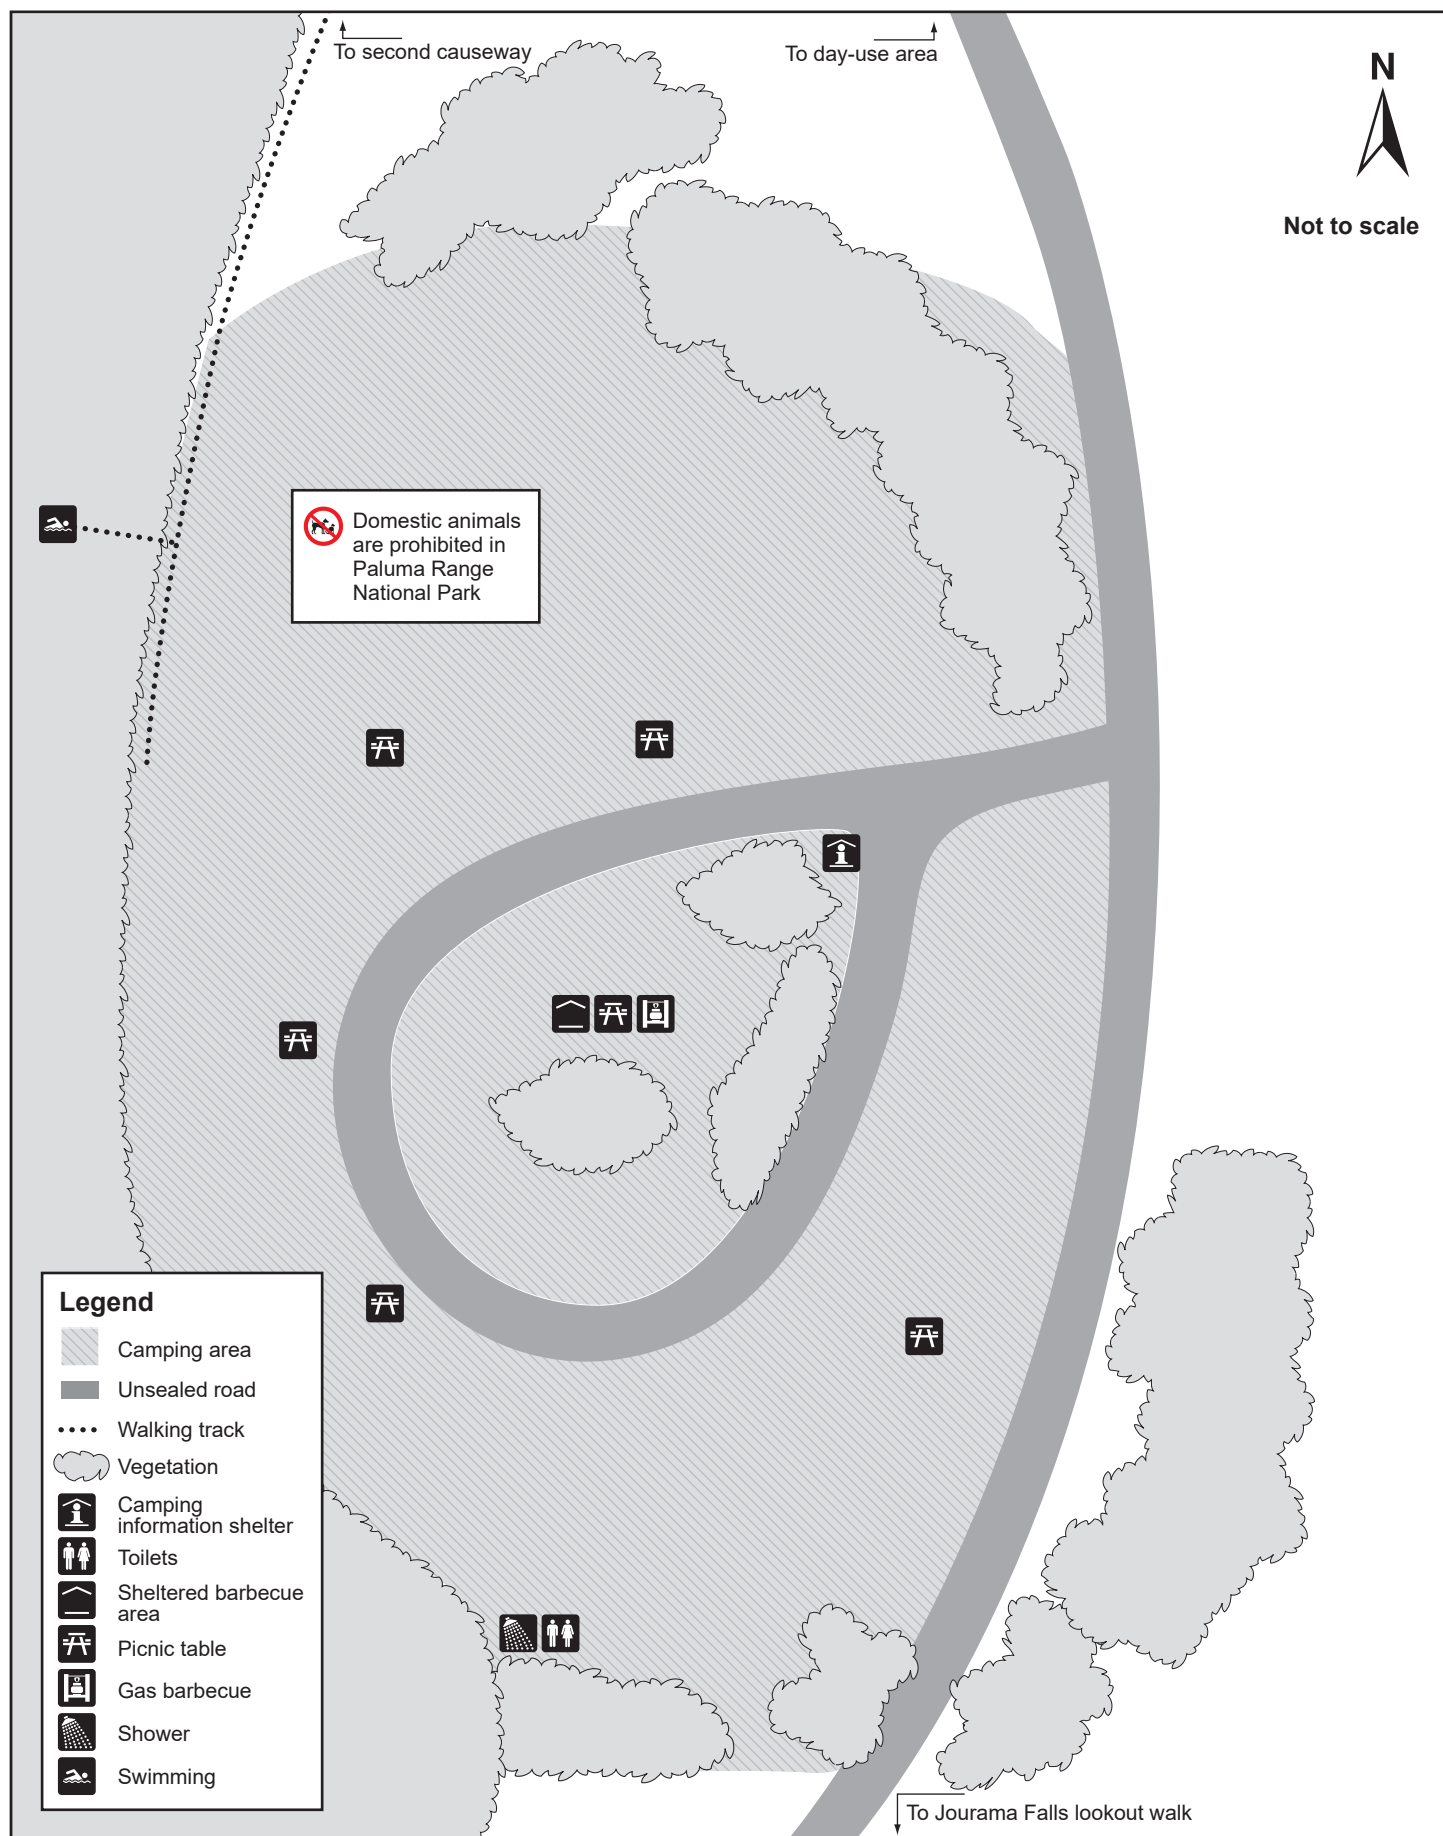 To second causeway
To day-use area
N
Not to scale
Domestic animals
are prohibited in
Paluma Range
National Park
Legend
Camping area
Unsealed road
Walking track
Vegetation
Camping
information shelter
Toilets
Sheltered barbecue
area
Picnic table
Gas barbecue
Shower
Swimming
To Jourama Falls lookout walk